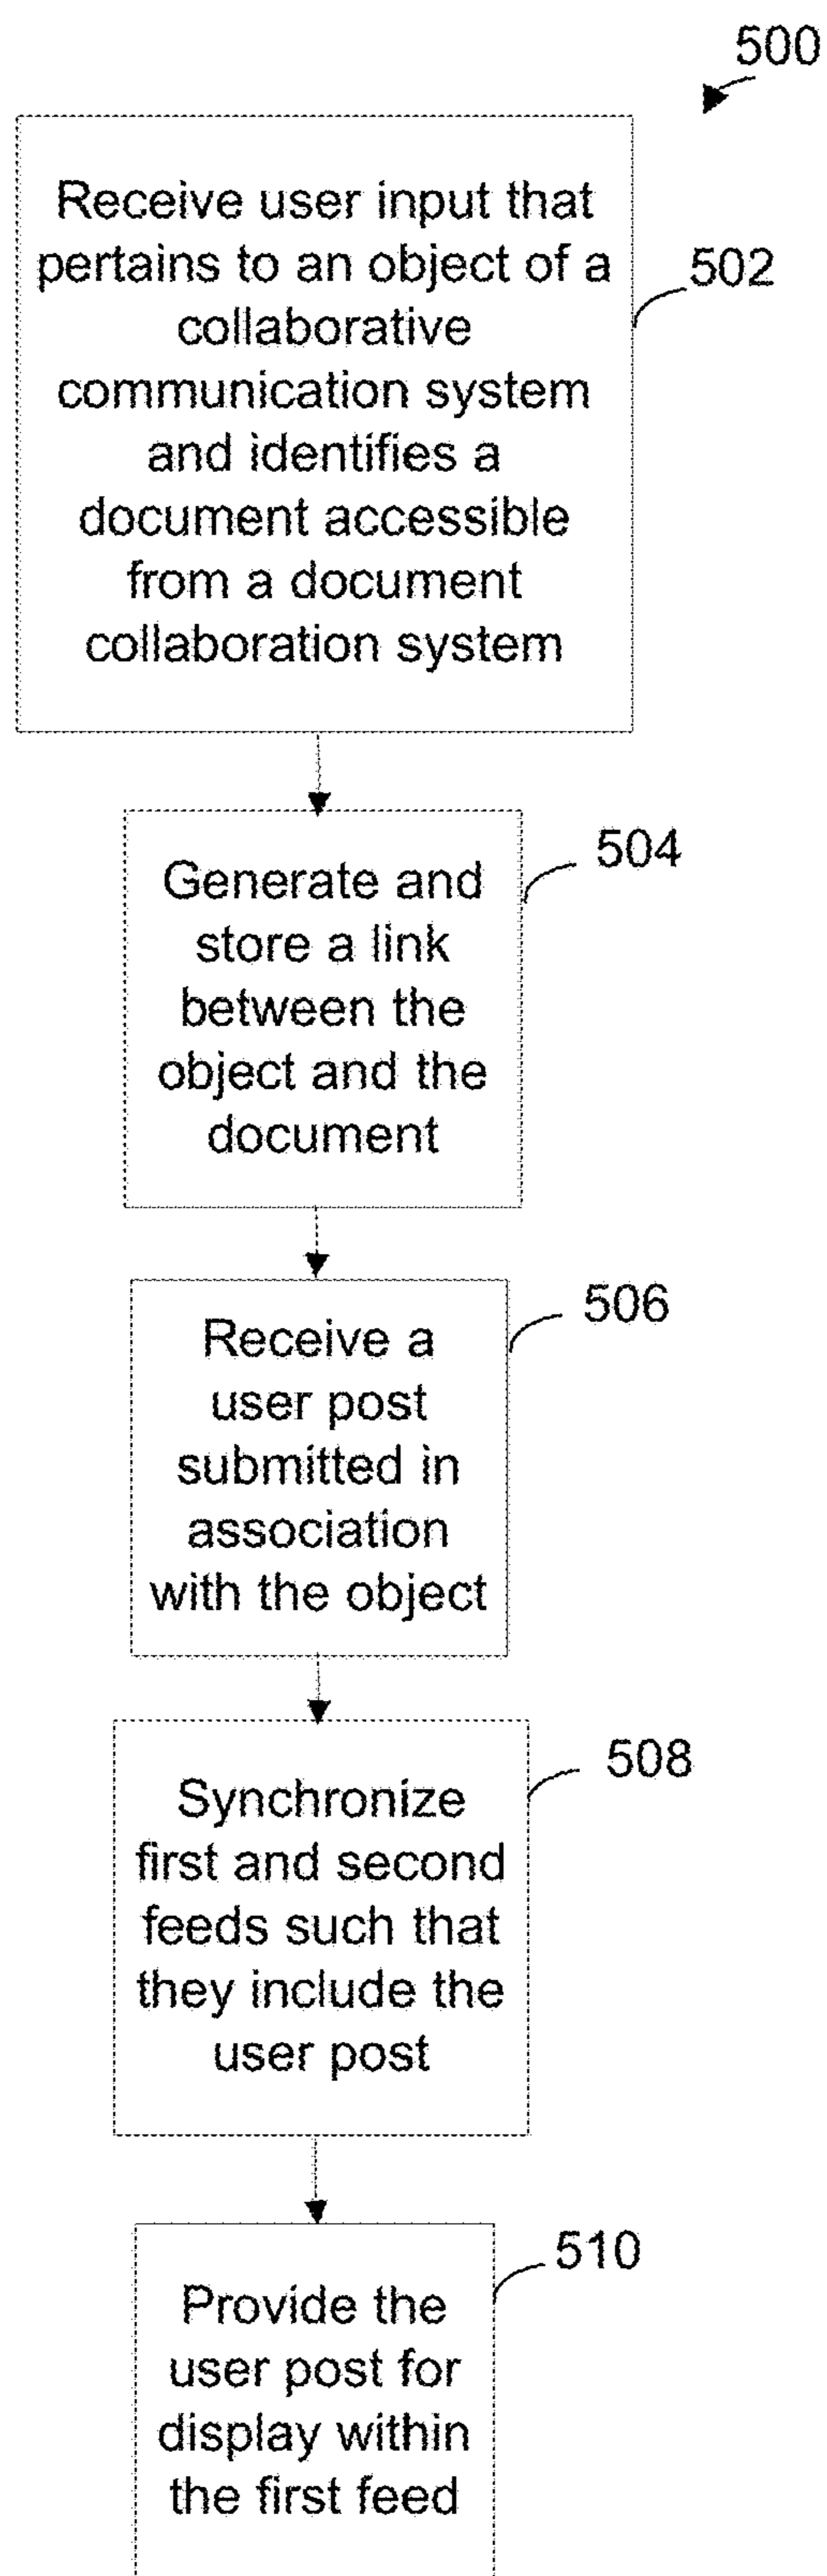 500
Receive user input that
pertains to an object of a
collaborative
communication system
and identifies a
document accessible
from a document
collaboration system
502
Generate and
store a link
between the
object and the
document
504
Receive a
user post
submitted in
association
with the object
506
Synchronize
first and second
feeds such that
they include the
user post
508
Provide the
user post for
display within
the first feed
510